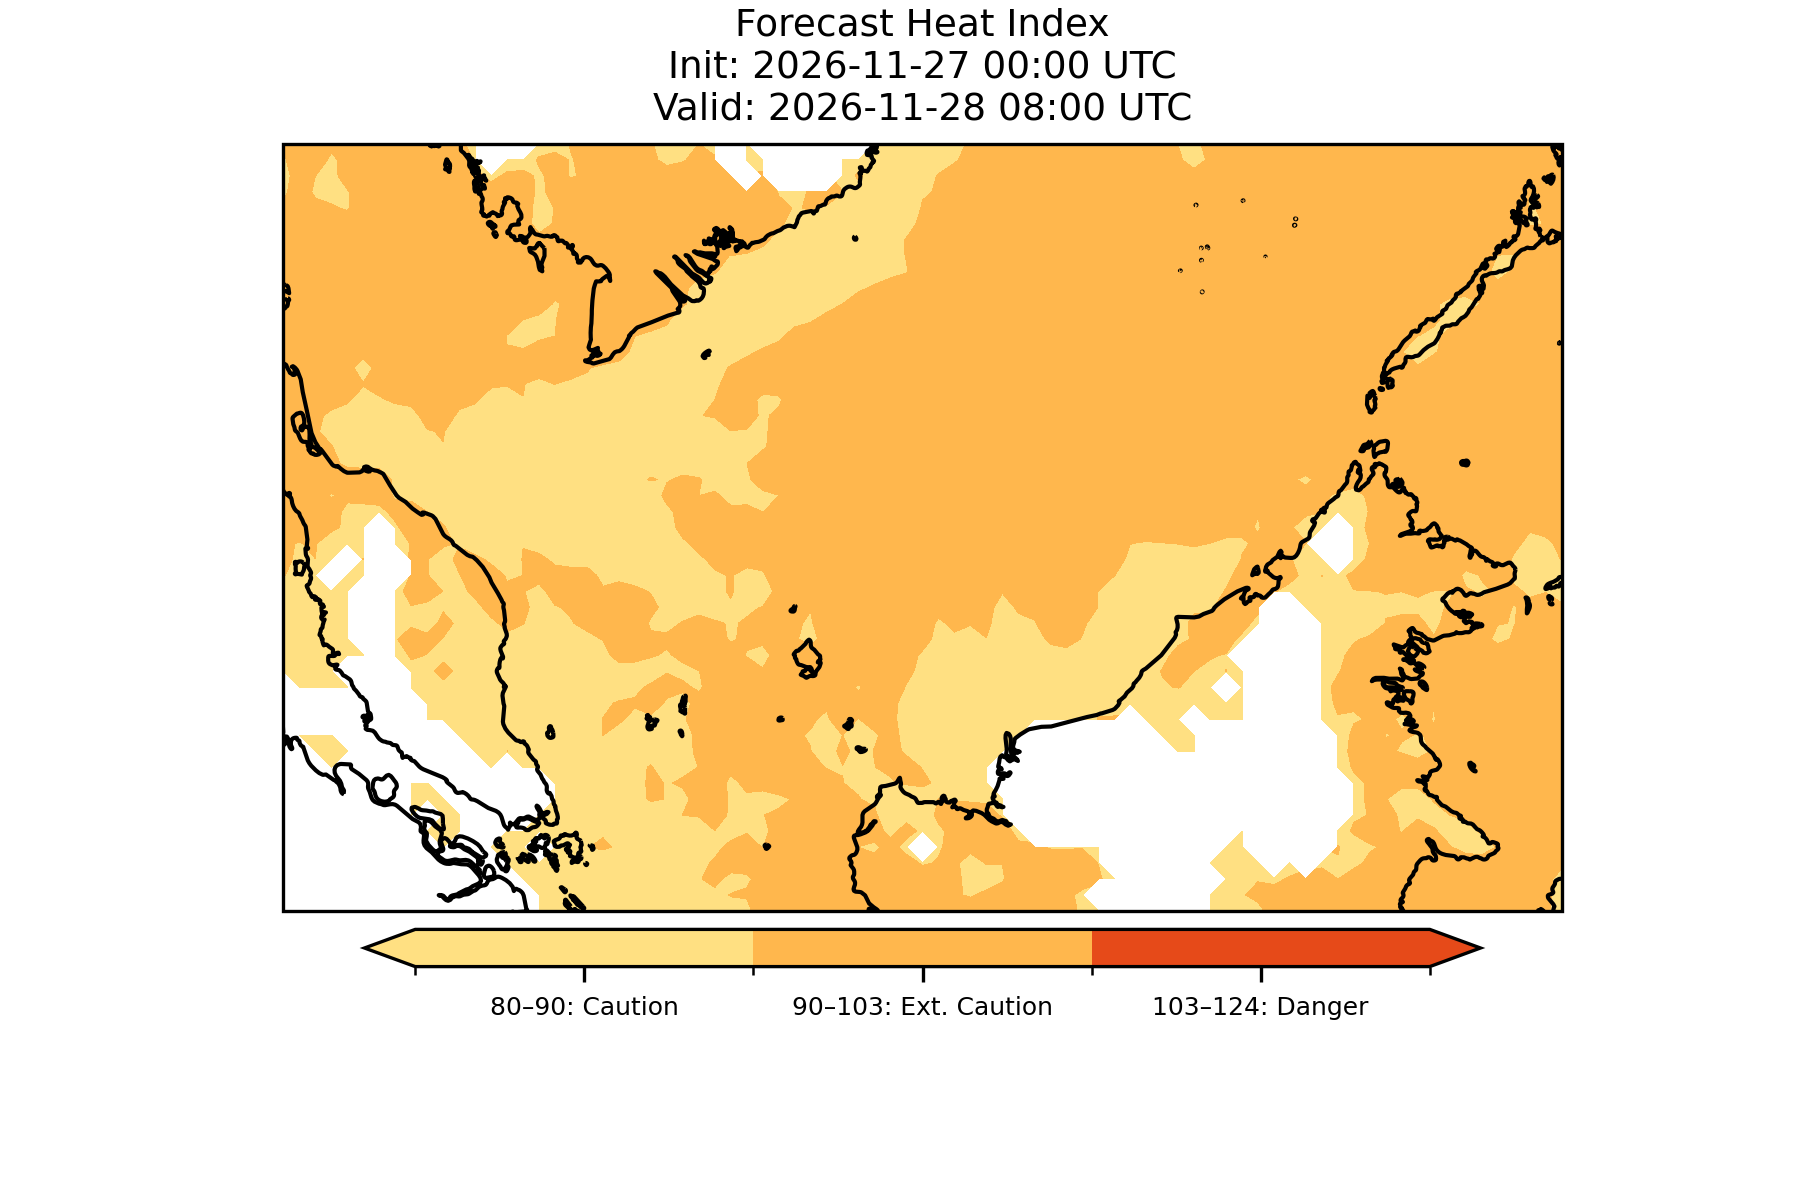 Forecast Heat Index
Init: 2026-11-27 00:00 UTC
Valid: 2026-11-28 08:00 UTC
80–90: Caution
90–103: Ext. Caution
103–124: Danger